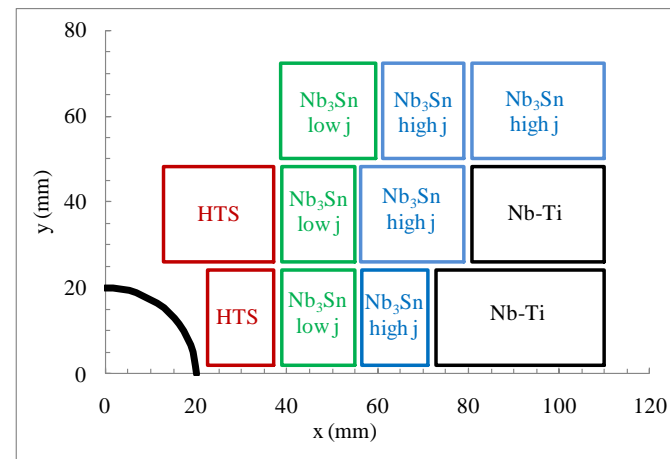 80
60
40
20
0
y (mm)
Nb₃Sn
low j
Nb₃Sn
high j
Nb₃Sn
high j
HTS
Nb₃Sn
low j
Nb₃Sn
high j
Nb-Ti
HTS
Nb₃Sn
low j
Nb₃Sn
high j
Nb-Ti
0 20 40 60 80 100 120
x (mm)